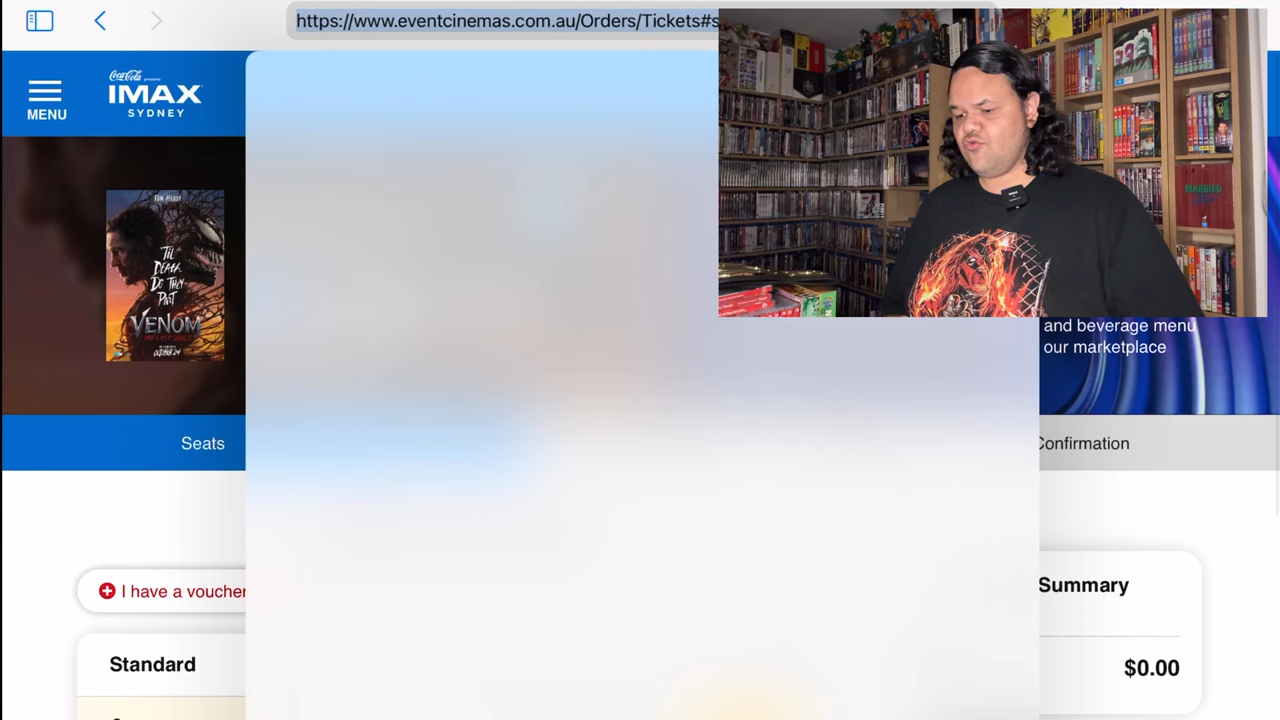 https://www.eventcinemas.com.au/Orders/Tickets#s
MENU
Coca-Cola presents
IMAX
SYDNEY
TOM HARDY
'TIL
DEATH
DO THEY
PART
VENOM
THE LAST DANCE
OCTOBER 24
MARRIED
and beverage menu
our marketplace
Seats
Confirmation
I have a voucher
Summary
Standard
$0.00